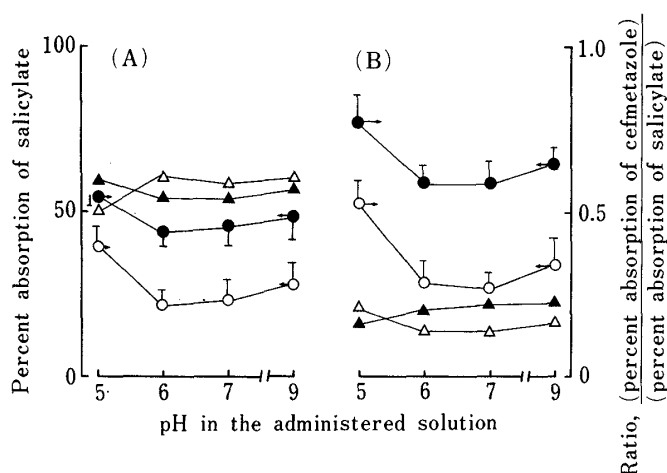 Percent absorption of salicylate
100
50
0
(A)
(B)
1.0
0.5
0
5
6
7
9
5
6
7
9
pH in the administered solution
Ratio, (percent absorption of cefmetazole)
(percent absorption of salicylate)